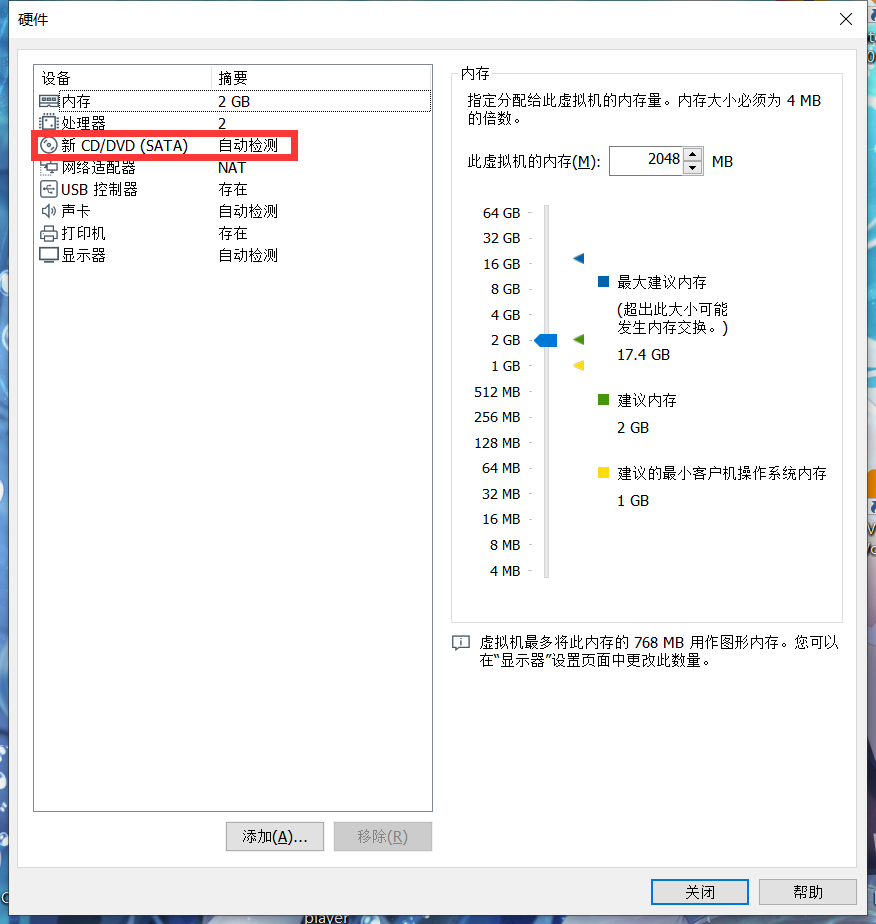 硬件
设备 摘要
内存 2 GB
处理器 2
新 CD/DVD (SATA) 自动检测
网络适配器 NAT
USB 控制器 存在
声卡 自动检测
打印机 存在
显示器 自动检测
添加(A)...
移除(R)
内存
指定分配给此虚拟机的内存量。内存大小必须为 4 MB
的倍数。
此虚拟机的内存(M): 2048 MB
64 GB
32 GB
16 GB
8 GB
4 GB
2 GB
1 GB
512 MB
256 MB
128 MB
64 MB
32 MB
16 MB
8 MB
4 MB
最大建议内存
(超出此大小可能
发生内存交换。)
17.4 GB
建议内存
2 GB
建议的最小客户机操作系统内存
1 GB
虚拟机最多将此内存的 768 MB 用作图形内存。您可以
在“显示器”设置页面中更改此数量。
关闭
帮助
player